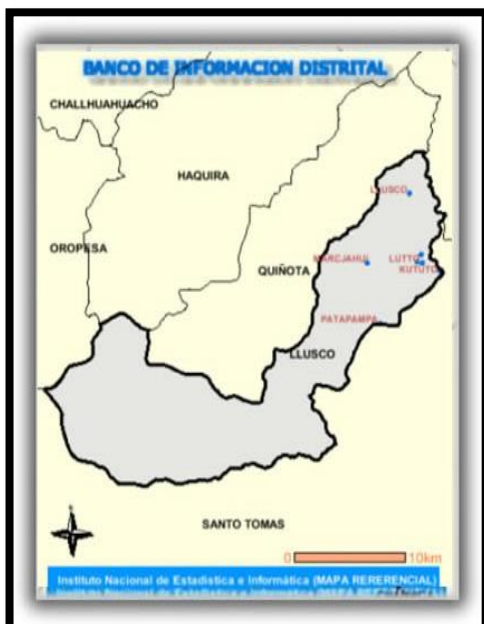 BANCO DE INFORMACION DISTRITAL
CHALLHUAHUACHO
HAQUIRA
LLUSCO
OROPESA
MARCJAHUI
LUTTO
QUIÑOTA
KUTUTO
PATAPAMPA
LLUSCO
SANTO TOMAS
0 10km
Instituto Nacional de Estadistica e Informática (MAPA RERERENCIAL)